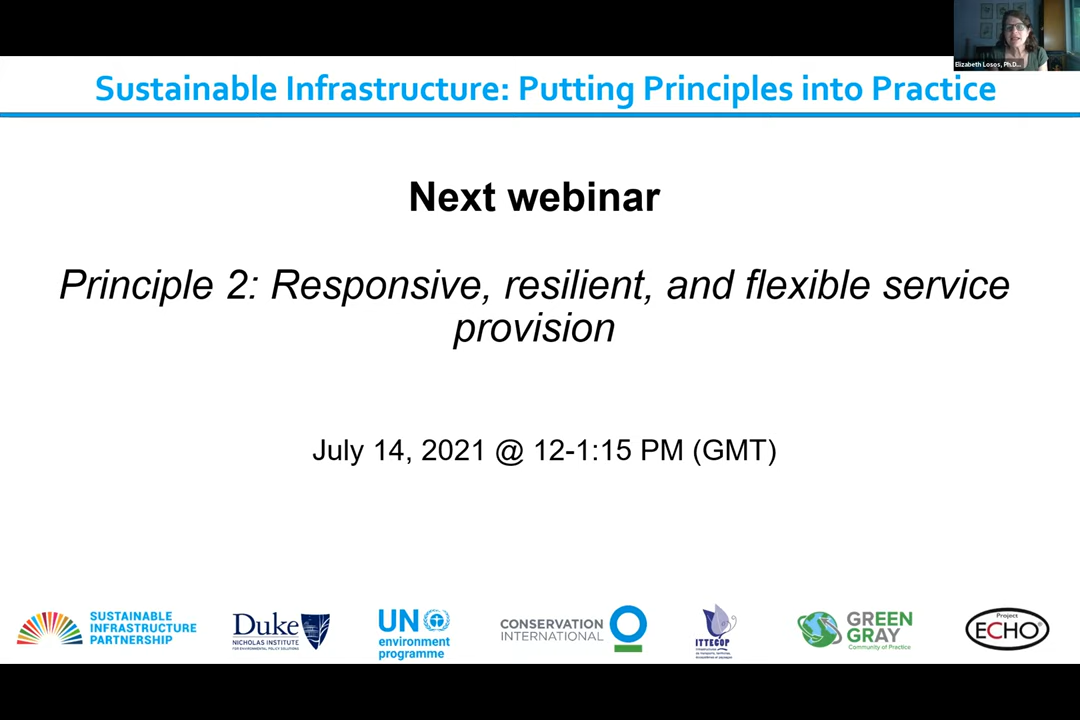 Elizabeth Losos, Ph.D...
Sustainable Infrastructure: Putting Principles into Practice
Next webinar
Principle 2: Responsive, resilient, and flexible service
provision
July 14, 2021 @ 12-1:15 PM (GMT)
SUSTAINABLE
INFRASTRUCTURE
PARTNERSHIP
Duke
NICHOLAS INSTITUTE
FOR ENVIRONMENTAL POLICY SOLUTIONS
UN
environment
programme
CONSERVATION
INTERNATIONAL
ITTECOP
GREEN
GRAY
Community of Practice
Project
ECHO®